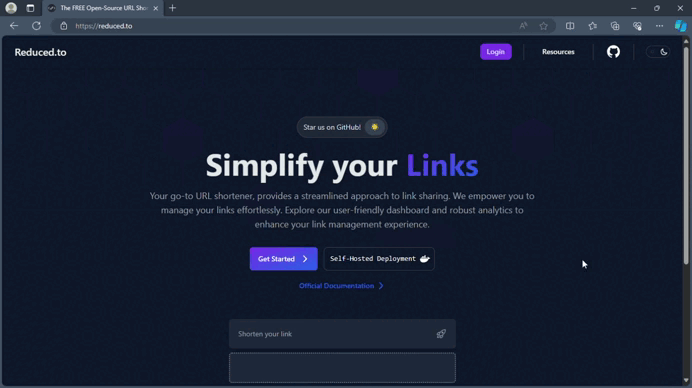 The FREE Open-Source URL Shor
https://reduced.to
Reduced.to
Login
Resources
Star us on GitHub!
Simplify your Links
Your go-to URL shortener, provides a streamlined approach to link sharing. We empower you to
manage your links effortlessly. Explore our user-friendly dashboard and robust analytics to
enhance your link management experience.
Get Started
Self-Hosted Deployment
Official Documentation
Shorten your link